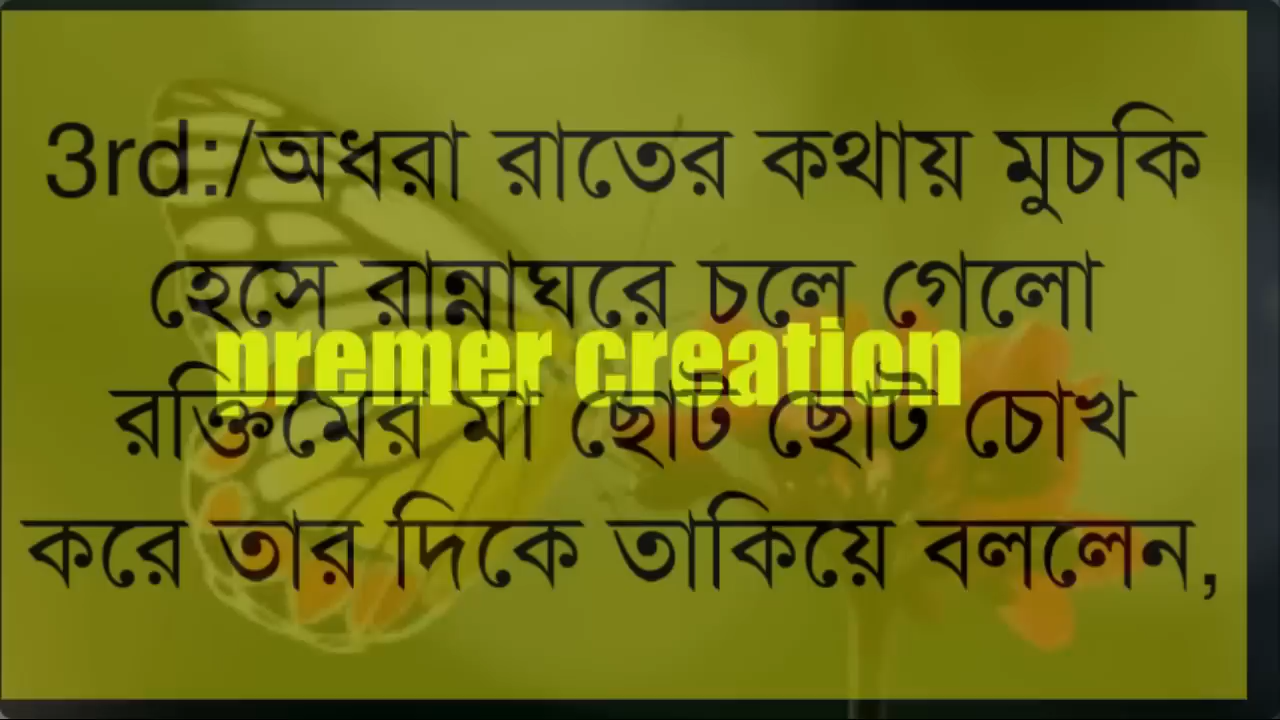 3rd:/অধরা রাতের কথায় মুচকি
হেসে রান্নাঘরে চলে গেলো
premer creation
রক্তিমের মা ছোট ছোট চোখ
করে তার দিকে তাকিয়ে বললেন,